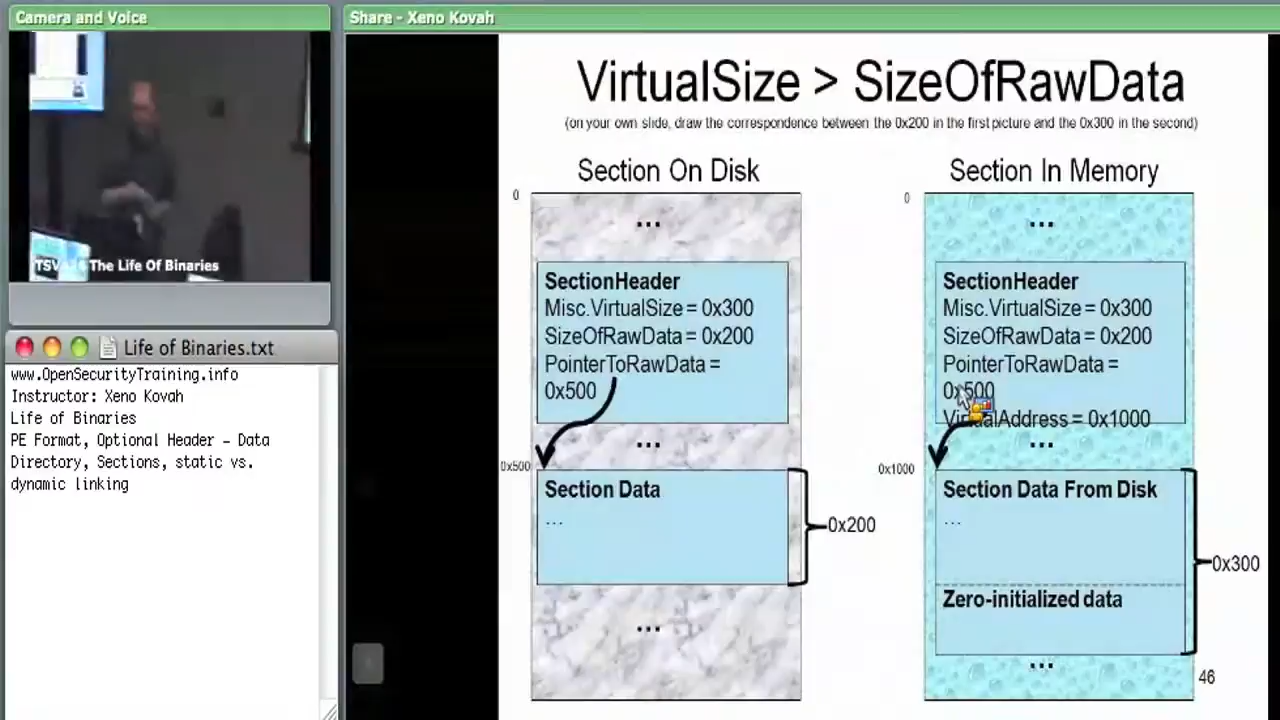 Camera and Voice
TSV The Life Of Binaries
Life of Binaries.txt
www.OpenSecurityTraining.info
Instructor: Xeno Kovah
Life of Binaries
PE Format, Optional Header – Data
Directory, Sections, static vs.
dynamic linking
Share - Xeno Kovah
VirtualSize > SizeOfRawData
(on your own slide, draw the correspondence between the 0x200 in the first picture and the 0x300 in the second)
Section On Disk
0
...
SectionHeader
Misc.VirtualSize = 0x300
SizeOfRawData = 0x200
PointerToRawData =
0x500
...
0x500
Section Data
...
0x200
...
Section In Memory
0
...
SectionHeader
Misc.VirtualSize = 0x300
SizeOfRawData = 0x200
PointerToRawData =
0x500
VirtualAddress = 0x1000
...
0x1000
Section Data From Disk
...
0x300
Zero-initialized data
...
46